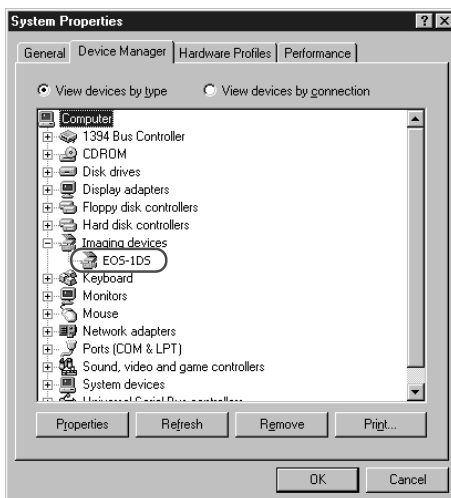 System Properties
General Device Manager Hardware Profiles Performance
View devices by type View devices by connection
Computer
1394 Bus Controller
CDROM
Disk drives
Display adapters
Floppy disk controllers
Hard disk controllers
Imaging devices
EOS-1DS
Keyboard
Monitors
Mouse
Network adapters
Ports (COM & LPT)
Sound, video and game controllers
System devices
Properties Refresh Remove Print...
OK Cancel